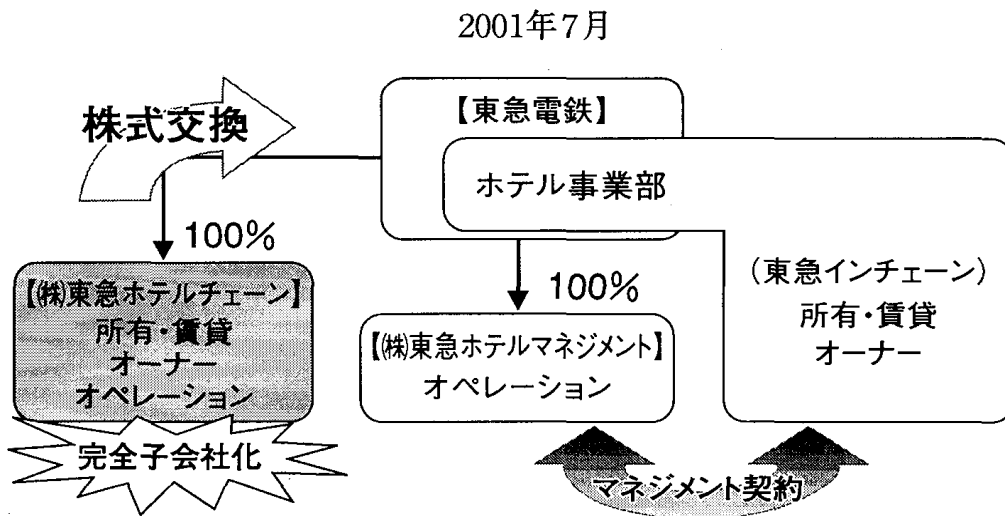 2001年7月
株式交換
【東急電鉄】
ホテル事業部
100%
100%
【㈱東急ホテルチェーン】
所有・賃貸
オーナー
オペレーション
完全子会社化
【㈱東急ホテルマネジメント】
オペレーション
（東急インチェーン）
所有・賃貸
オーナー
マネジメント契約